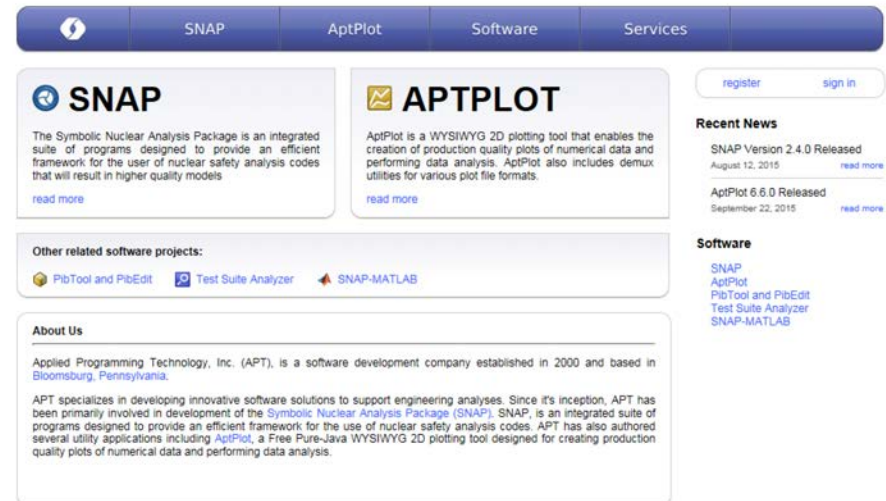 SNAP AptPlot Software Services
SNAP
The Symbolic Nuclear Analysis Package is an integrated
suite of programs designed to provide an efficient
framework for the user of nuclear safety analysis codes
that will result in higher quality models
read more
APTPLOT
AptPlot is a WYSIWYG 2D plotting tool that enables the
creation of production quality plots of numerical data and
performing data analysis. AptPlot also includes demux
utilities for various plot file formats.
read more
register sign in
Recent News
SNAP Version 2.4.0 Released
August 12, 2015 read more
AptPlot 6.6.0 Released
September 22, 2015 read more
Software
SNAP
AptPlot
PibTool and PibEdit
Test Suite Analyzer
SNAP-MATLAB
Other related software projects:
PibTool and PibEdit Test Suite Analyzer SNAP-MATLAB
About Us
Applied Programming Technology, Inc. (APT), is a software development company established in 2000 and based in
Bloomsburg, Pennsylvania.
APT specializes in developing innovative software solutions to support engineering analyses. Since it's inception, APT has
been primarily involved in development of the Symbolic Nuclear Analysis Package (SNAP). SNAP, is an integrated suite of
programs designed to provide an efficient framework for the use of nuclear safety analysis codes. APT has also authored
several utility applications including AptPlot, a Free Pure-Java WYSIWYG 2D plotting tool designed for creating production
quality plots of numerical data and performing data analysis.